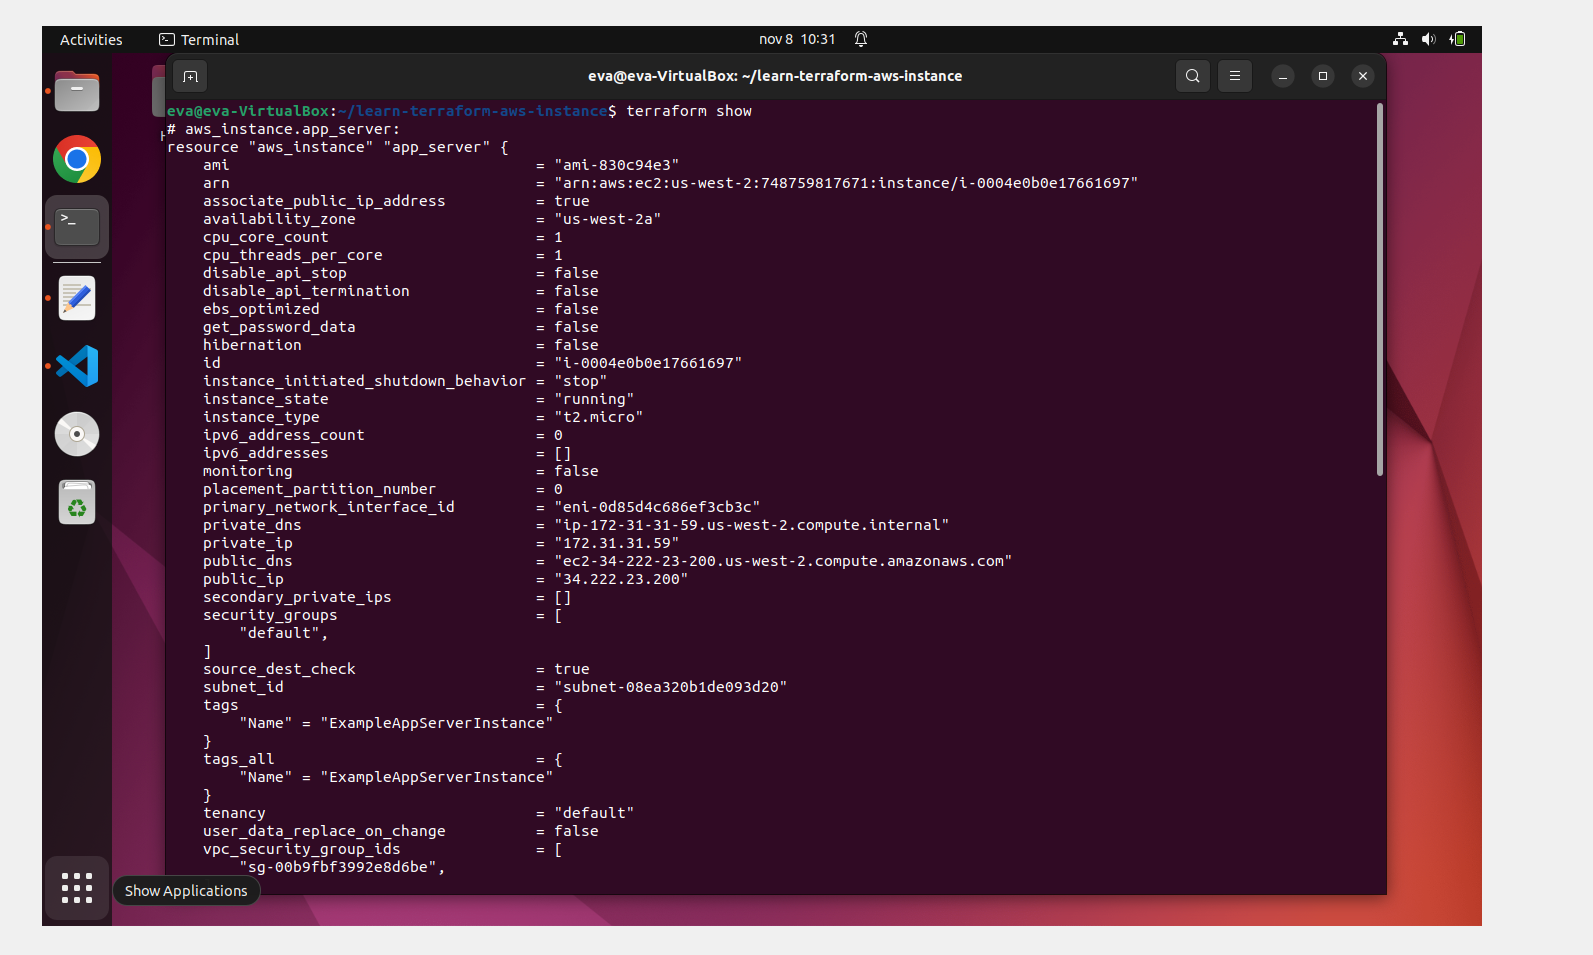 Activities
Terminal
nov 8 10:31
eva@eva-VirtualBox: ~/learn-terraform-aws-instance
eva@eva-VirtualBox:~/learn-terraform-aws-instance$ terraform show
# aws_instance.app_server:
resource "aws_instance" "app_server" {
    ami                                  = "ami-830c94e3"
    arn                                  = "arn:aws:ec2:us-west-2:748759817671:instance/i-0004e0b0e17661697"
    associate_public_ip_address          = true
    availability_zone                    = "us-west-2a"
    cpu_core_count                       = 1
    cpu_threads_per_core                 = 1
    disable_api_stop                     = false
    disable_api_termination              = false
    ebs_optimized                        = false
    get_password_data                    = false
    hibernation                          = false
    id                                   = "i-0004e0b0e17661697"
    instance_initiated_shutdown_behavior = "stop"
    instance_state                       = "running"
    instance_type                        = "t2.micro"
    ipv6_address_count                   = 0
    ipv6_addresses                       = []
    monitoring                           = false
    placement_partition_number           = 0
    primary_network_interface_id         = "eni-0d85d4c686ef3cb3c"
    private_dns                          = "ip-172-31-31-59.us-west-2.compute.internal"
    private_ip                           = "172.31.31.59"
    public_dns                           = "ec2-34-222-23-200.us-west-2.compute.amazonaws.com"
    public_ip                            = "34.222.23.200"
    secondary_private_ips                = []
    security_groups                      = [
        "default",
    ]
    source_dest_check                    = true
    subnet_id                            = "subnet-08ea320b1de093d20"
    tags                                 = {
        "Name" = "ExampleAppServerInstance"
    }
    tags_all                             = {
        "Name" = "ExampleAppServerInstance"
    }
    tenancy                              = "default"
    user_data_replace_on_change          = false
    vpc_security_group_ids               = [
        "sg-00b9fbf3992e8d6be",
Show Applications